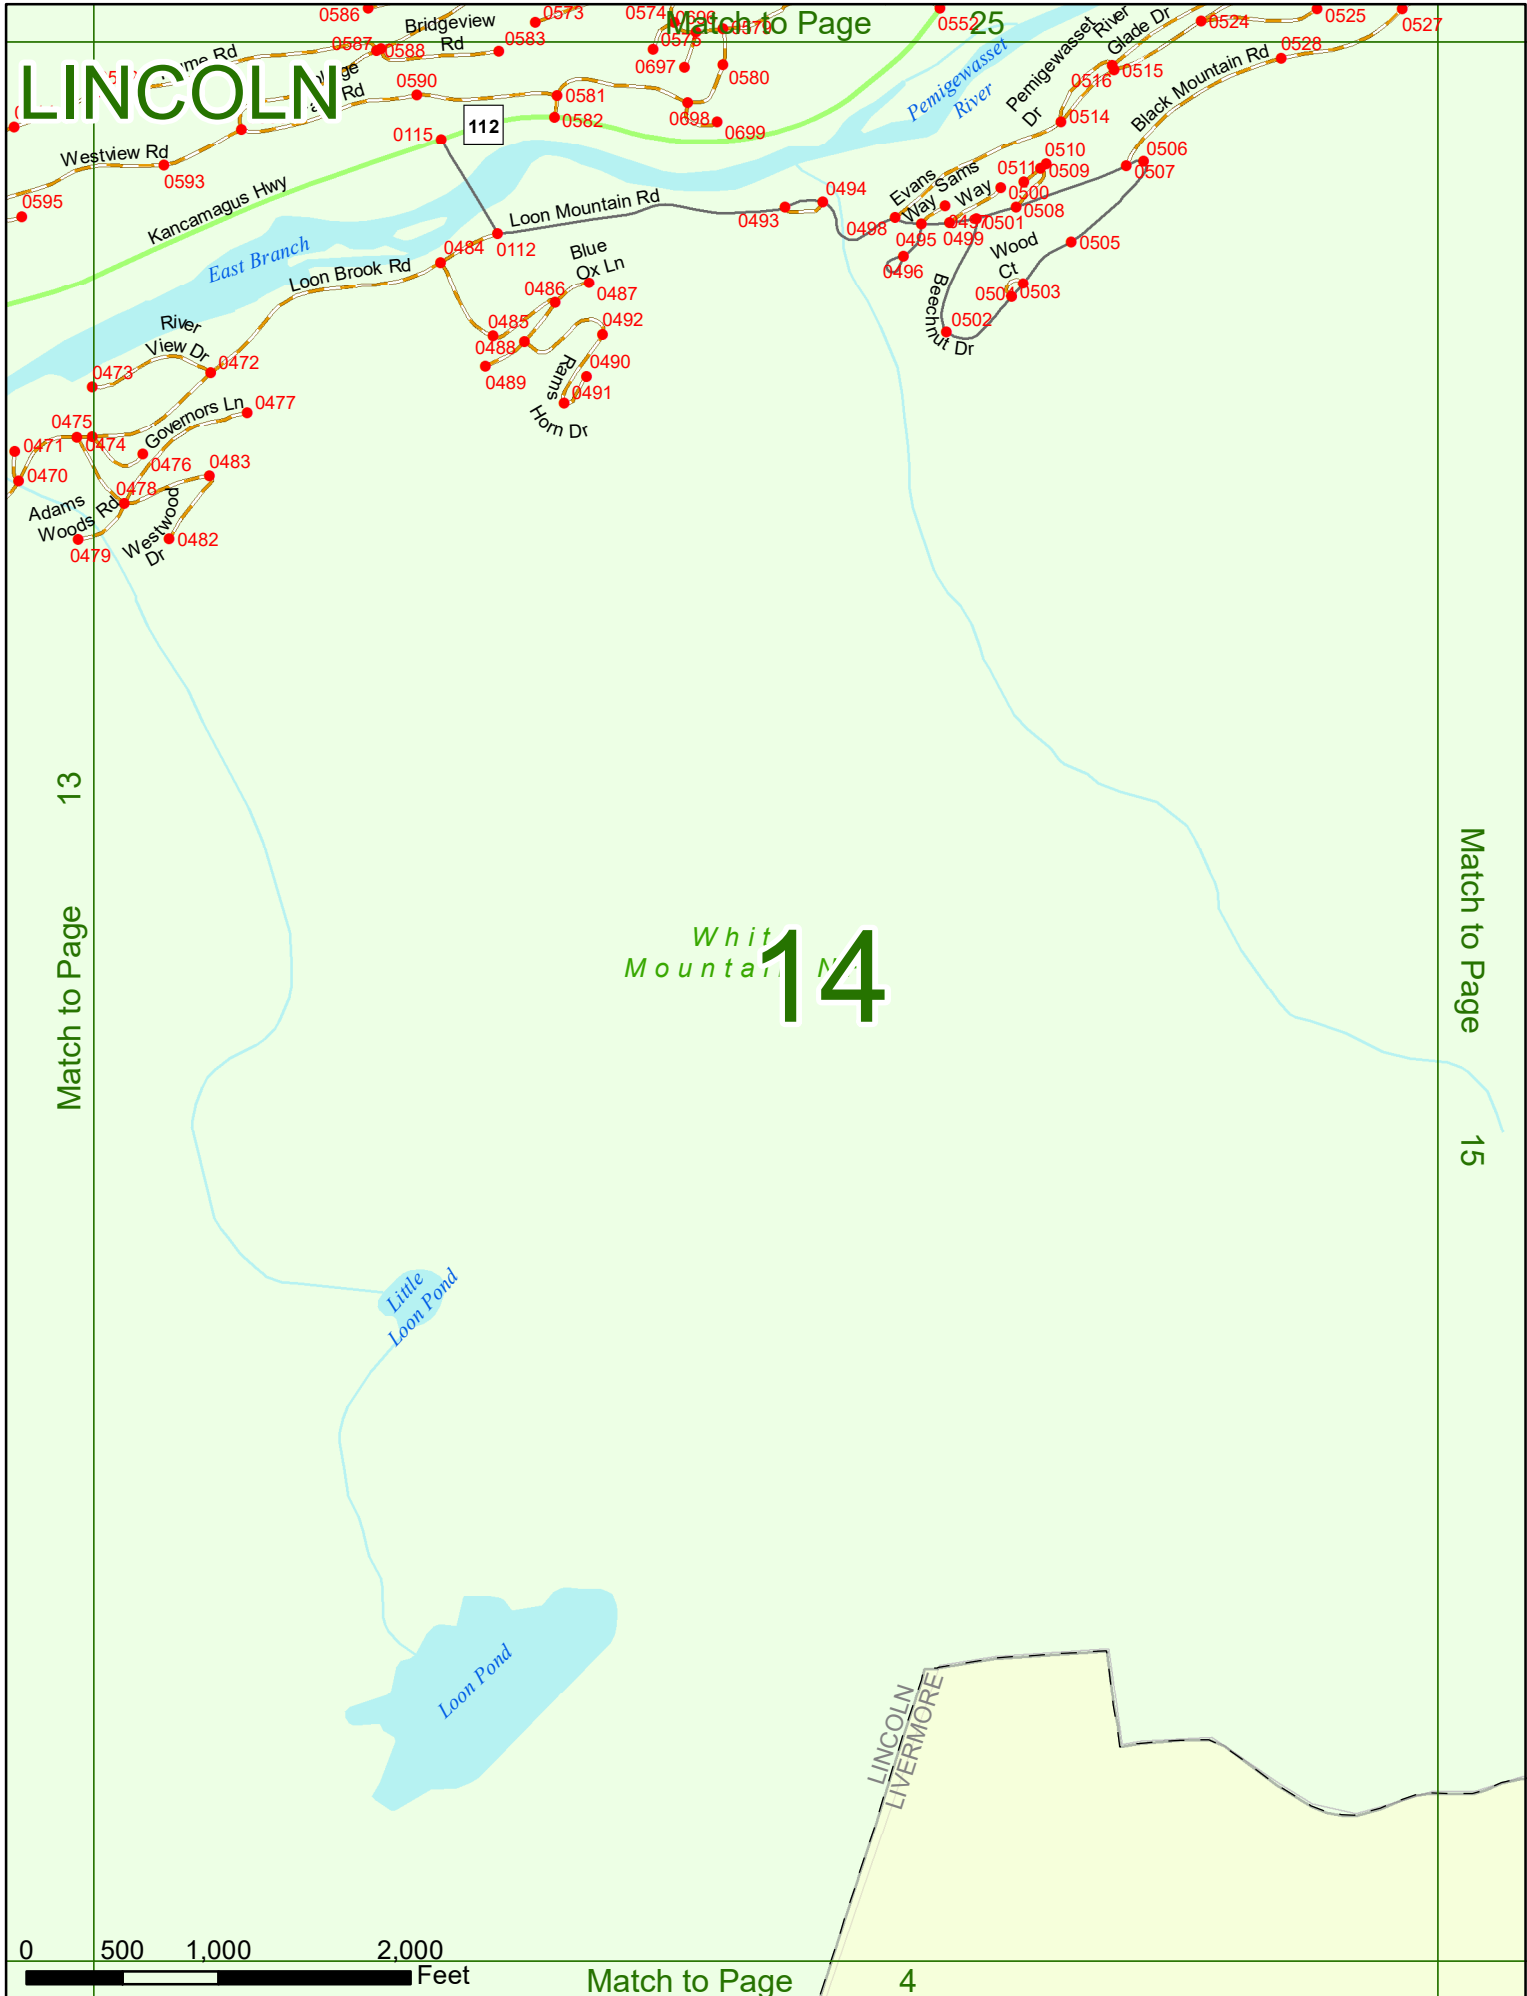 0586
Bridgeview
Rd
0573
0574
0579
Match to Page 25
0552
0524
0525
0527
0587
0588
0583
0697
0580
Pemigewasset
River
Pemigewasset
River
Dr
Glade Dr
0516
0515
0528
Black Mountain Rd
LINCOLN
Rd
0590
0581
0582
0698
0699
0514
0115
112
Westview Rd
0593
0595
Kancamagus Hwy
East Branch
Loon Mountain Rd
0112
0493
0494
Evans
Way
Sams
Way
0511
0510
0509
0500
0506
0507
0508
0498
0495
0499
0501
0496
0505
Wood
Ct
0503
Beechnut Dr
0502
0484
Loon Brook Rd
Blue
Ox Ln
0486
0487
0485
0488
0489
0492
0490
0491
Rams
Horn Dr
River
View Dr
0473
0472
Governors Ln
0477
0475
0474
0471
0476
0470
0483
0478
Adams
Woods Rd
0479
Westwood
Dr
0482
Match to Page 13
Match to Page 15
14
Little
Loon Pond
Loon Pond
LINCOLN
LIVERMORE
0 500 1,000 2,000
Feet
Match to Page 4